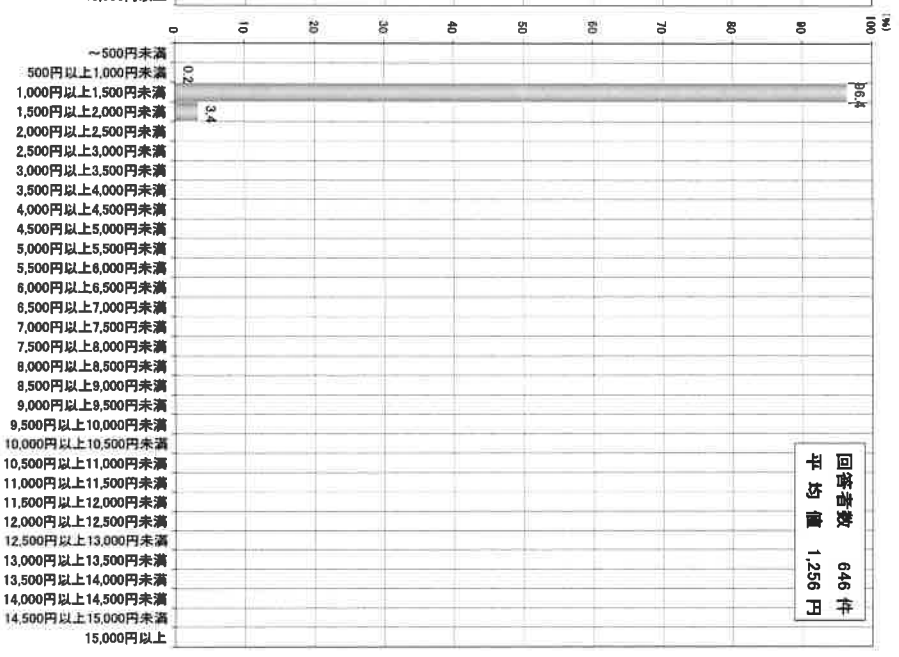 (%)
0
10
20
30
40
50
60
70
80
90
100
～500円未満
500円以上1,000円未満
1,000円以上1,500円未満
1,500円以上2,000円未満
2,000円以上2,500円未満
2,500円以上3,000円未満
3,000円以上3,500円未満
3,500円以上4,000円未満
4,000円以上4,500円未満
4,500円以上5,000円未満
5,000円以上5,500円未満
5,500円以上6,000円未満
6,000円以上6,500円未満
6,500円以上7,000円未満
7,000円以上7,500円未満
7,500円以上8,000円未満
8,000円以上8,500円未満
8,500円以上9,000円未満
9,000円以上9,500円未満
9,500円以上10,000円未満
10,000円以上10,500円未満
10,500円以上11,000円未満
11,000円以上11,500円未満
11,500円以上12,000円未満
12,000円以上12,500円未満
12,500円以上13,000円未満
13,000円以上13,500円未満
13,500円以上14,000円未満
14,000円以上14,500円未満
14,500円以上15,000円未満
15,000円以上
0.2
96.4
3.4
回答者数 646 件
平 均 値 1,256 円